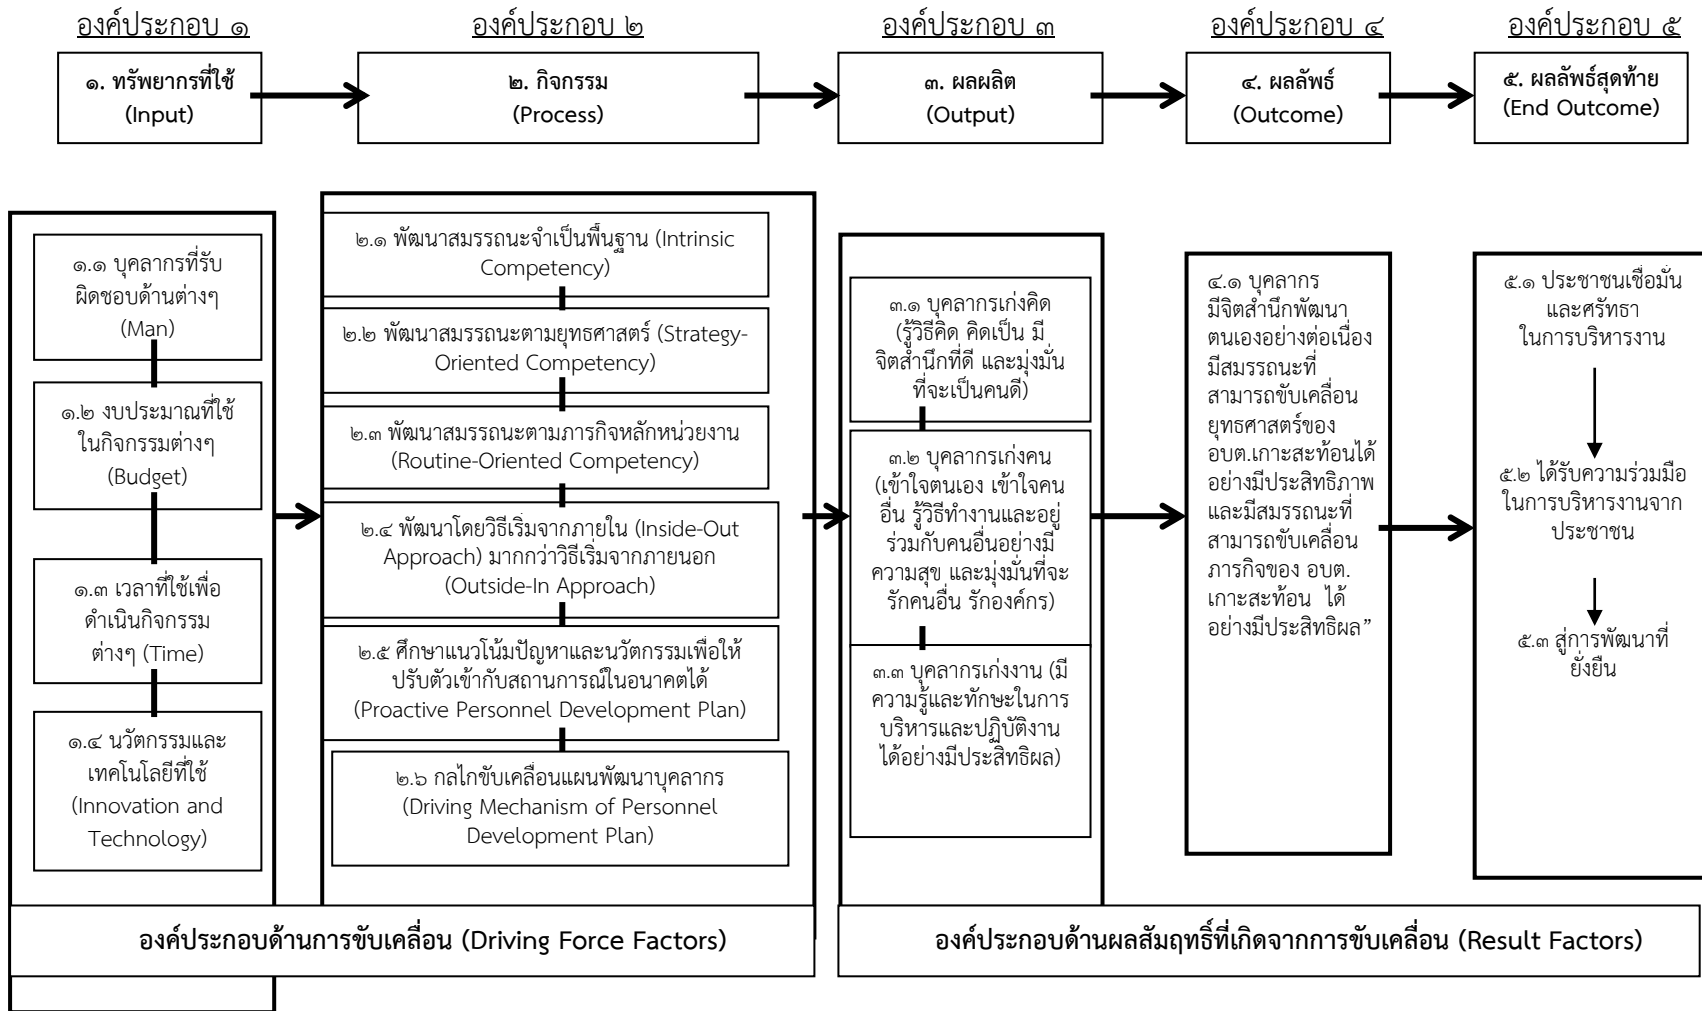 องค์ประกอบ ๑
องค์ประกอบ ๒
องค์ประกอบ ๓
องค์ประกอบ ๔
องค์ประกอบ ๕
๑. ทรัพยากรที่ใช้
(Input)
๒. กิจกรรม
(Process)
๓. ผลผลิต
(Output)
๔. ผลลัพธ์
(Outcome)
๕. ผลลัพธ์สุดท้าย
(End Outcome)
๑.๑ บุคลากรที่รับ
ผิดชอบด้านต่างๆ
(Man)
๑.๒ งบประมาณที่ใช้
ในกิจกรรมต่างๆ
(Budget)
๑.๓ เวลาที่ใช้เพื่อ
ดำเนินกิจกรรม
ต่างๆ (Time)
๑.๔ นวัตกรรมและ
เทคโนโลยีที่ใช้
(Innovation and
Technology)
๒.๑ พัฒนาสมรรถนะจำเป็นพื้นฐาน (Intrinsic
Competency)
๒.๒ พัฒนาสมรรถนะตามยุทธศาสตร์ (Strategy-
Oriented Competency)
๒.๓ พัฒนาสมรรถนะตามภารกิจหลักหน่วยงาน
(Routine-Oriented Competency)
๒.๔ พัฒนาโดยวิธีเริ่มจากภายใน (Inside-Out
Approach) มากกว่าวิธีเริ่มจากภายนอก
(Outside-In Approach)
๒.๕ ศึกษาแนวโน้มปัญหาและนวัตกรรมเพื่อให้
ปรับตัวเข้ากับสถานการณ์ในอนาคตได้
(Proactive Personnel Development Plan)
๒.๖ กลไกขับเคลื่อนแผนพัฒนาบุคลากร
(Driving Mechanism of Personnel
Development Plan)
๓.๑ บุคลากรเก่งคิด
(รู้วิธีคิด คิดเป็น มี
จิตสำนึกที่ดี และมุ่งมั่น
ที่จะเป็นคนดี)
๓.๒ บุคลากรเก่งคน
(เข้าใจตนเอง เข้าใจคน
อื่น รู้วิธีทำงานและอยู่
ร่วมกับคนอื่นอย่างมี
ความสุข และมุ่งมั่นที่จะ
รักคนอื่น รักองค์กร)
๓.๓ บุคลากรเก่งงาน (มี
ความรู้และทักษะในการ
บริหารและปฏิบัติงาน
ได้อย่างมีประสิทธิผล)
๔.๑ บุคลากร
มีจิตสำนึกพัฒนา
ตนเองอย่างต่อเนื่อง
มีสมรรถนะที่
สามารถขับเคลื่อน
ยุทธศาสตร์ของ
อบต.เกาะสะท้อนได้
อย่างมีประสิทธิภาพ
และมีสมรรถนะที่
สามารถขับเคลื่อน
ภารกิจของ อบต.
เกาะสะท้อน ได้
อย่างมีประสิทธิผล”
๕.๑ ประชาชนเชื่อมั่น
และศรัทธา
ในการบริหารงาน
๕.๒ ได้รับความร่วมมือ
ในการบริหารงานจาก
ประชาชน
๕.๓ สู่การพัฒนาที่
ยั่งยืน
องค์ประกอบด้านการขับเคลื่อน (Driving Force Factors)
องค์ประกอบด้านผลสัมฤทธิ์ที่เกิดจากการขับเคลื่อน (Result Factors)